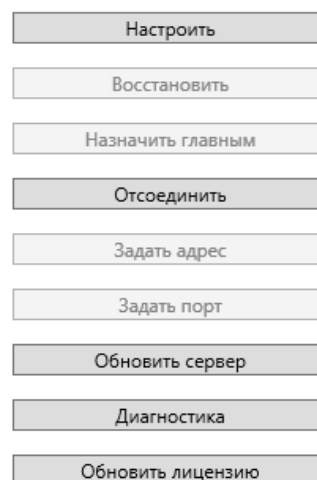 Настроить
Восстановить
Назначить главным
Отсоединить
Задать адрес
Задать порт
Обновить сервер
Диагностика
Обновить лицензию